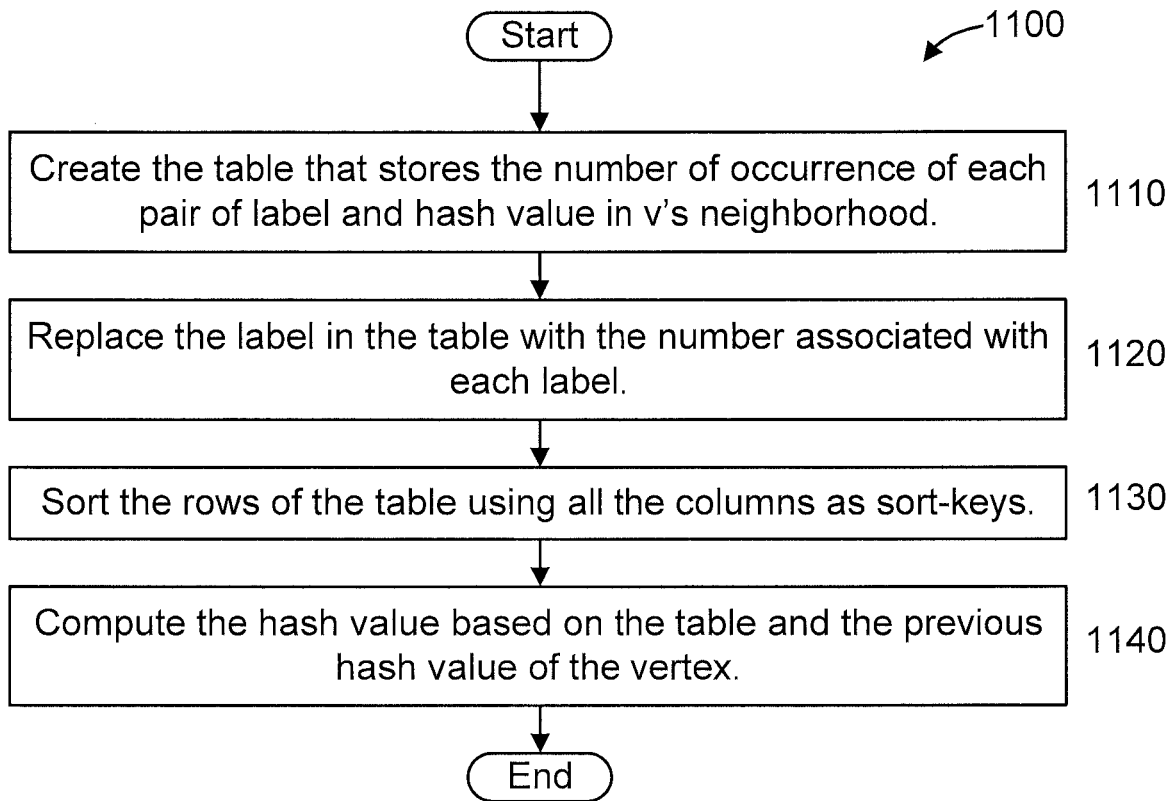 Start
1100
Create the table that stores the number of occurrence of each
pair of label and hash value in v's neighborhood.
1110
Replace the label in the table with the number associated with
each label.
1120
Sort the rows of the table using all the columns as sort-keys.
1130
Compute the hash value based on the table and the previous
hash value of the vertex.
1140
End